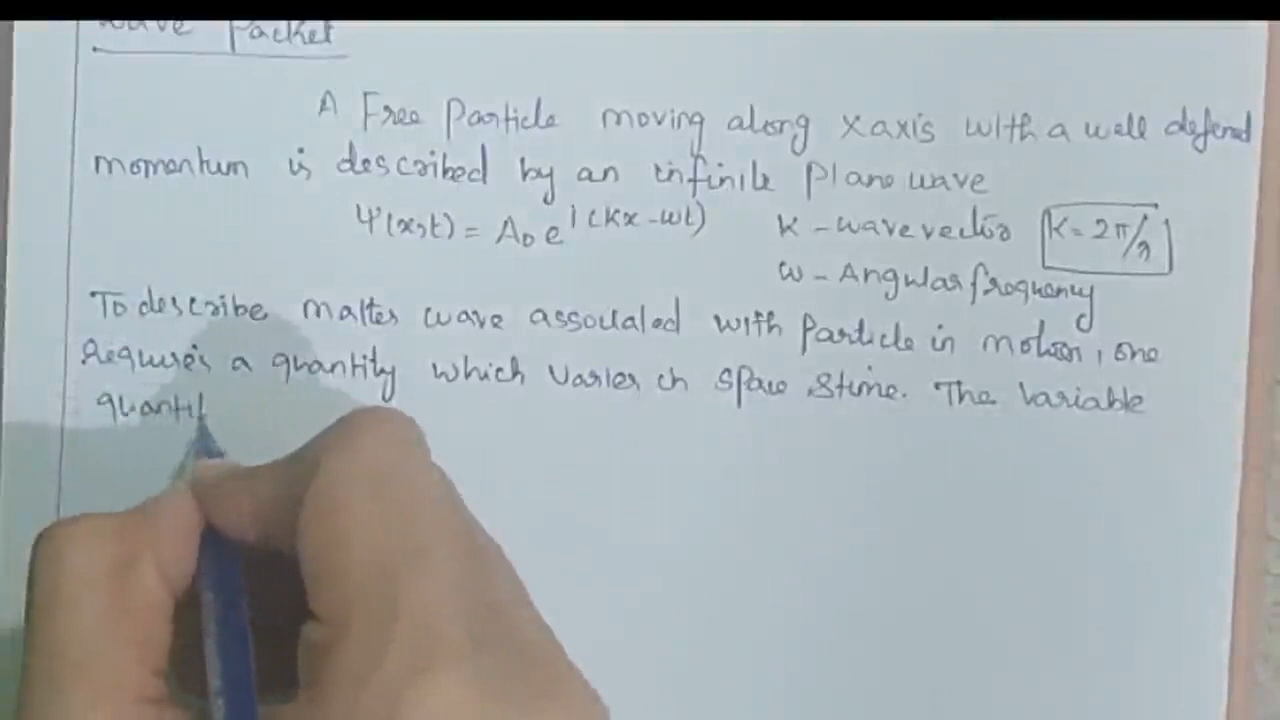 Wave Packet
A Free Particle moving along x axis with a well defened
momentum is described by an infinite Plane wave
Ψ(x,t) = A₀ e^i(kx-ωt) K - wavevector K = 2π/λ
ω - Angular frequency
To describe matter wave associated with Particle in motion, one
Requires a quantity which varies in space & time. The variable
quantit